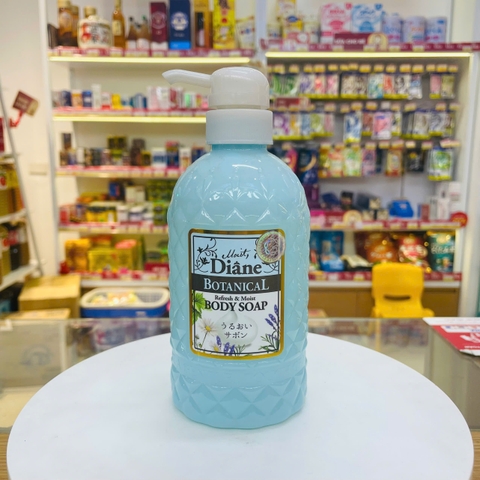 Moist
Diane
BOTANICAL
Refresh & Moist
BODY SOAP
うるおい
サボン